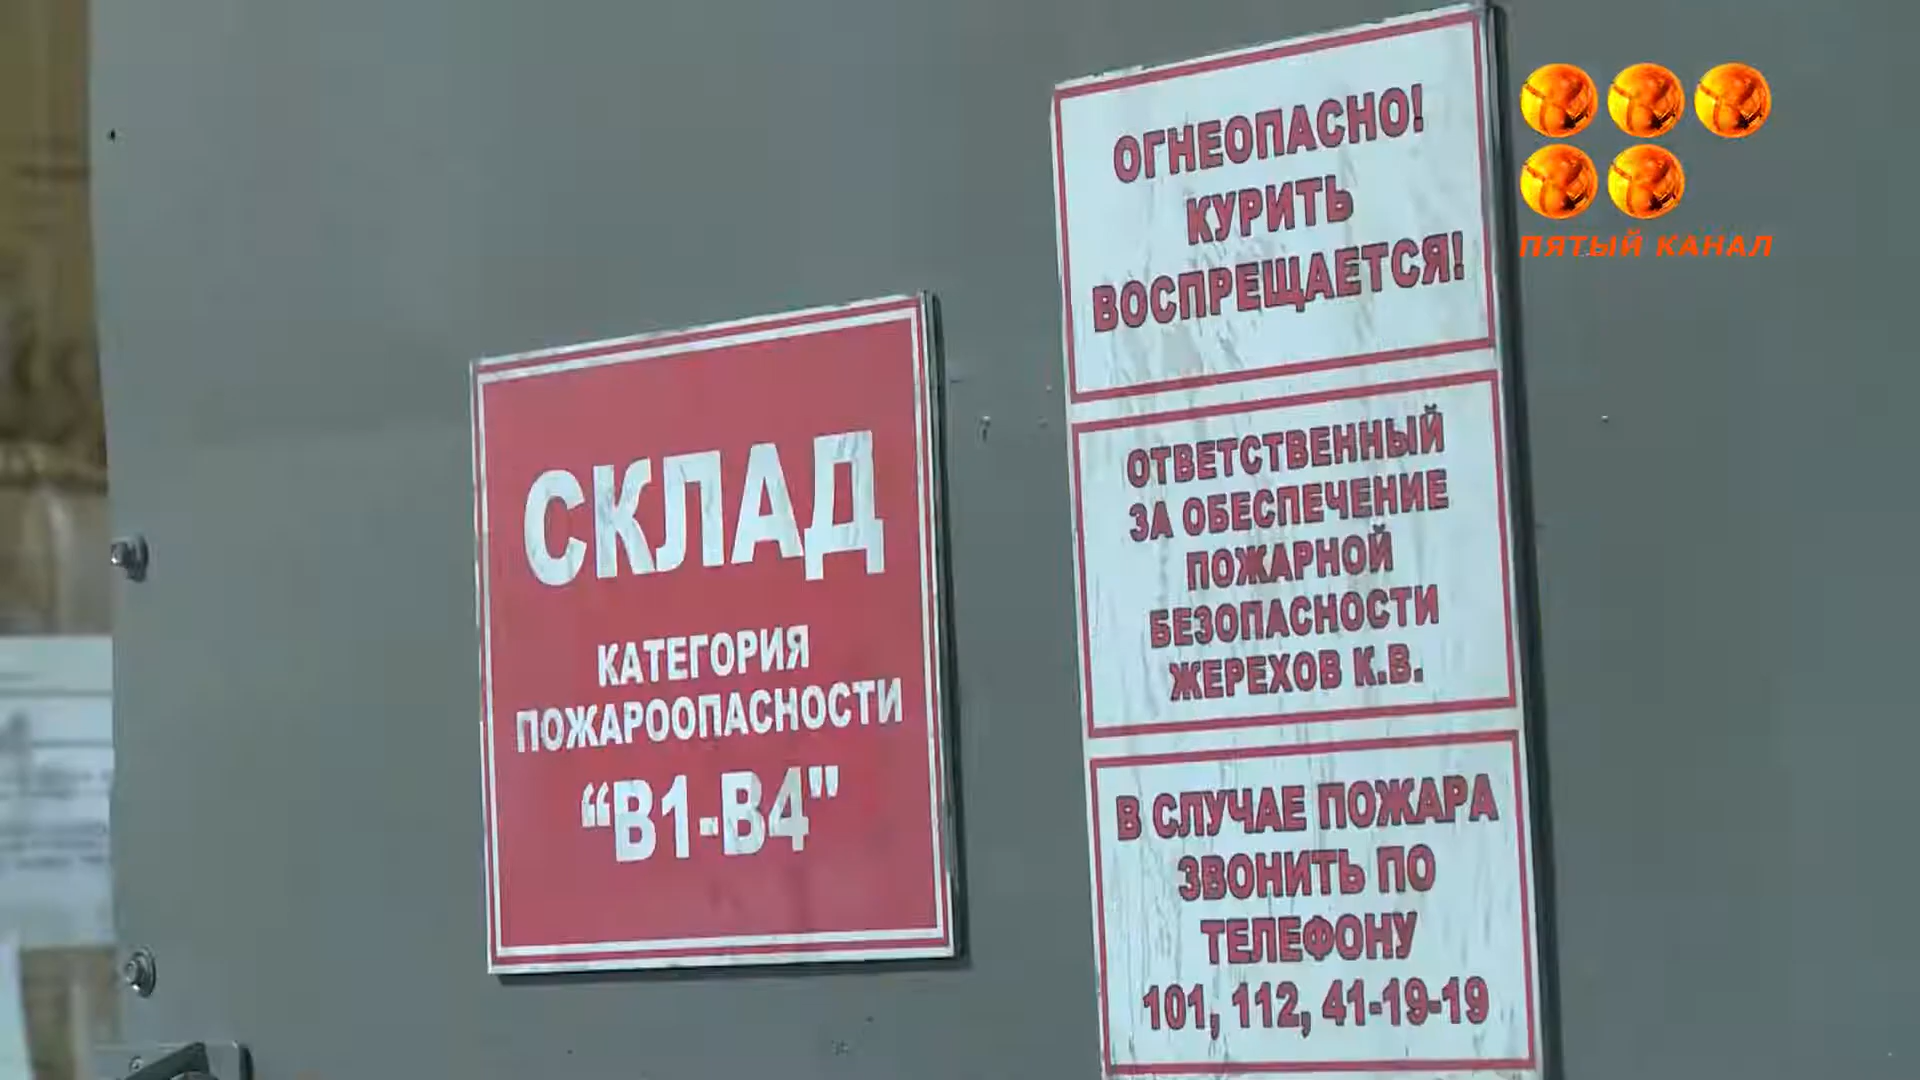 СКЛАД
КАТЕГОРИЯ
ПОЖАРООПАСНОСТИ
“В1-В4"
ОГНЕОПАСНО!
КУРИТЬ
ВОСПРЕЩАЕТСЯ!
ОТВЕТСТВЕННЫЙ
ЗА ОБЕСПЕЧЕНИЕ
ПОЖАРНОЙ
БЕЗОПАСНОСТИ
ЖЕРЕХОВ К.В.
В СЛУЧАЕ ПОЖАРА
ЗВОНИТЬ ПО
ТЕЛЕФОНУ
101, 112, 41-19-19
ПЯТЫЙ КАНАЛ